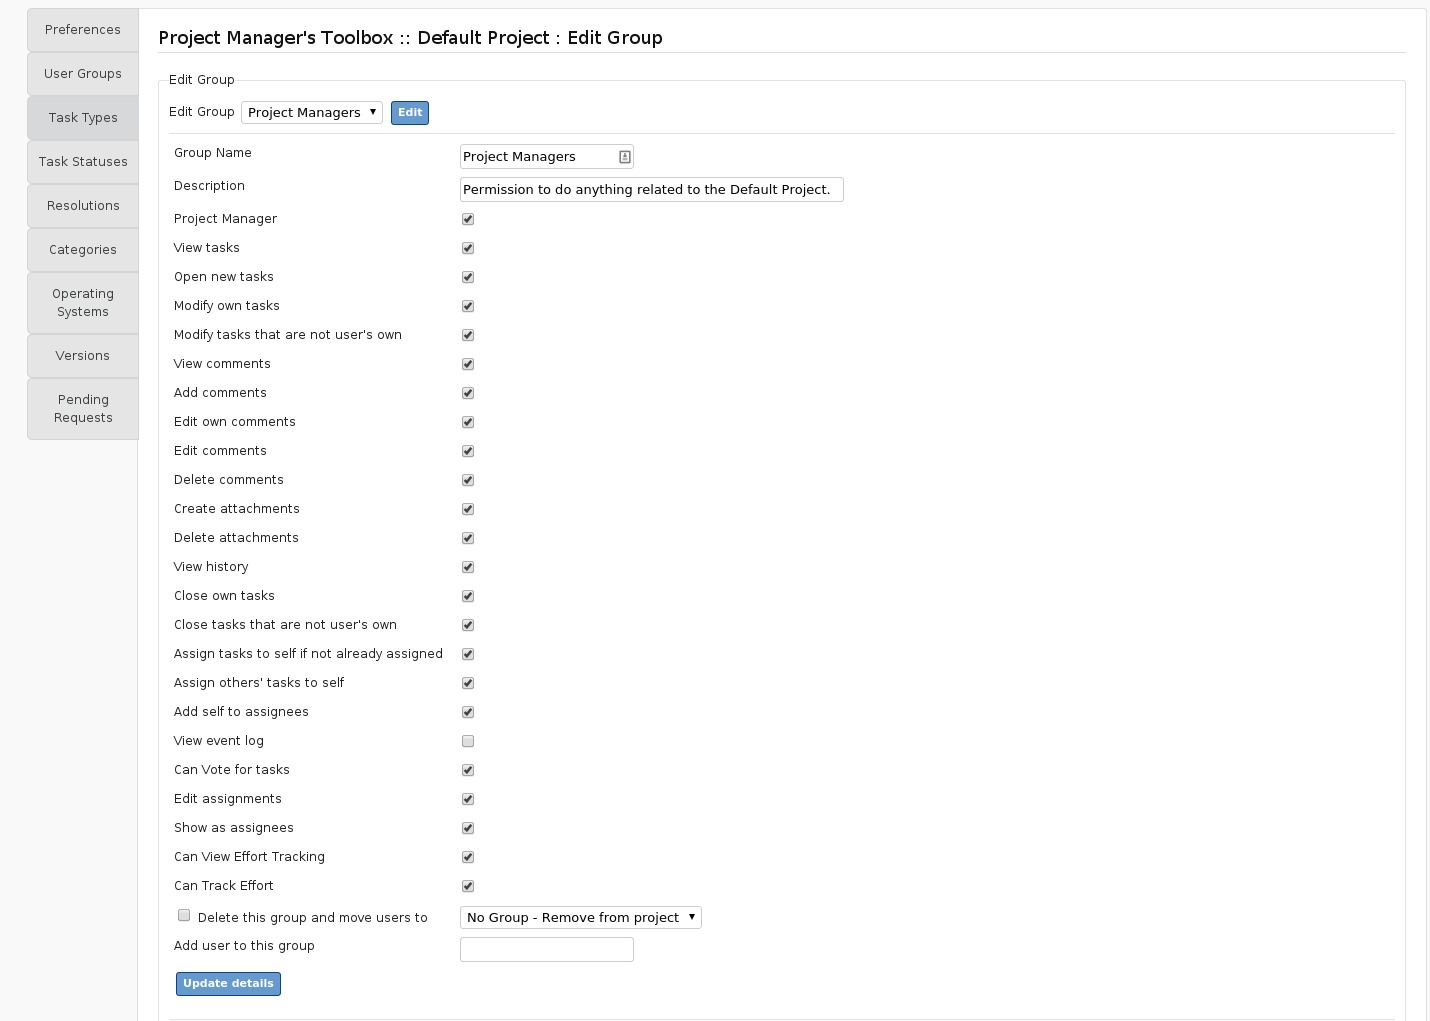 Preferences
User Groups
Task Types
Task Statuses
Resolutions
Categories
Operating
Systems
Versions
Pending
Requests
Project Manager's Toolbox :: Default Project : Edit Group
Edit Group
Edit Group Project Managers Edit
Group Name Project Managers
Description Permission to do anything related to the Default Project.
Project Manager
View tasks
Open new tasks
Modify own tasks
Modify tasks that are not user's own
View comments
Add comments
Edit own comments
Edit comments
Delete comments
Create attachments
Delete attachments
View history
Close own tasks
Close tasks that are not user's own
Assign tasks to self if not already assigned
Assign others' tasks to self
Add self to assignees
View event log
Can Vote for tasks
Edit assignments
Show as assignees
Can View Effort Tracking
Can Track Effort
Delete this group and move users to No Group - Remove from project
Add user to this group
Update details